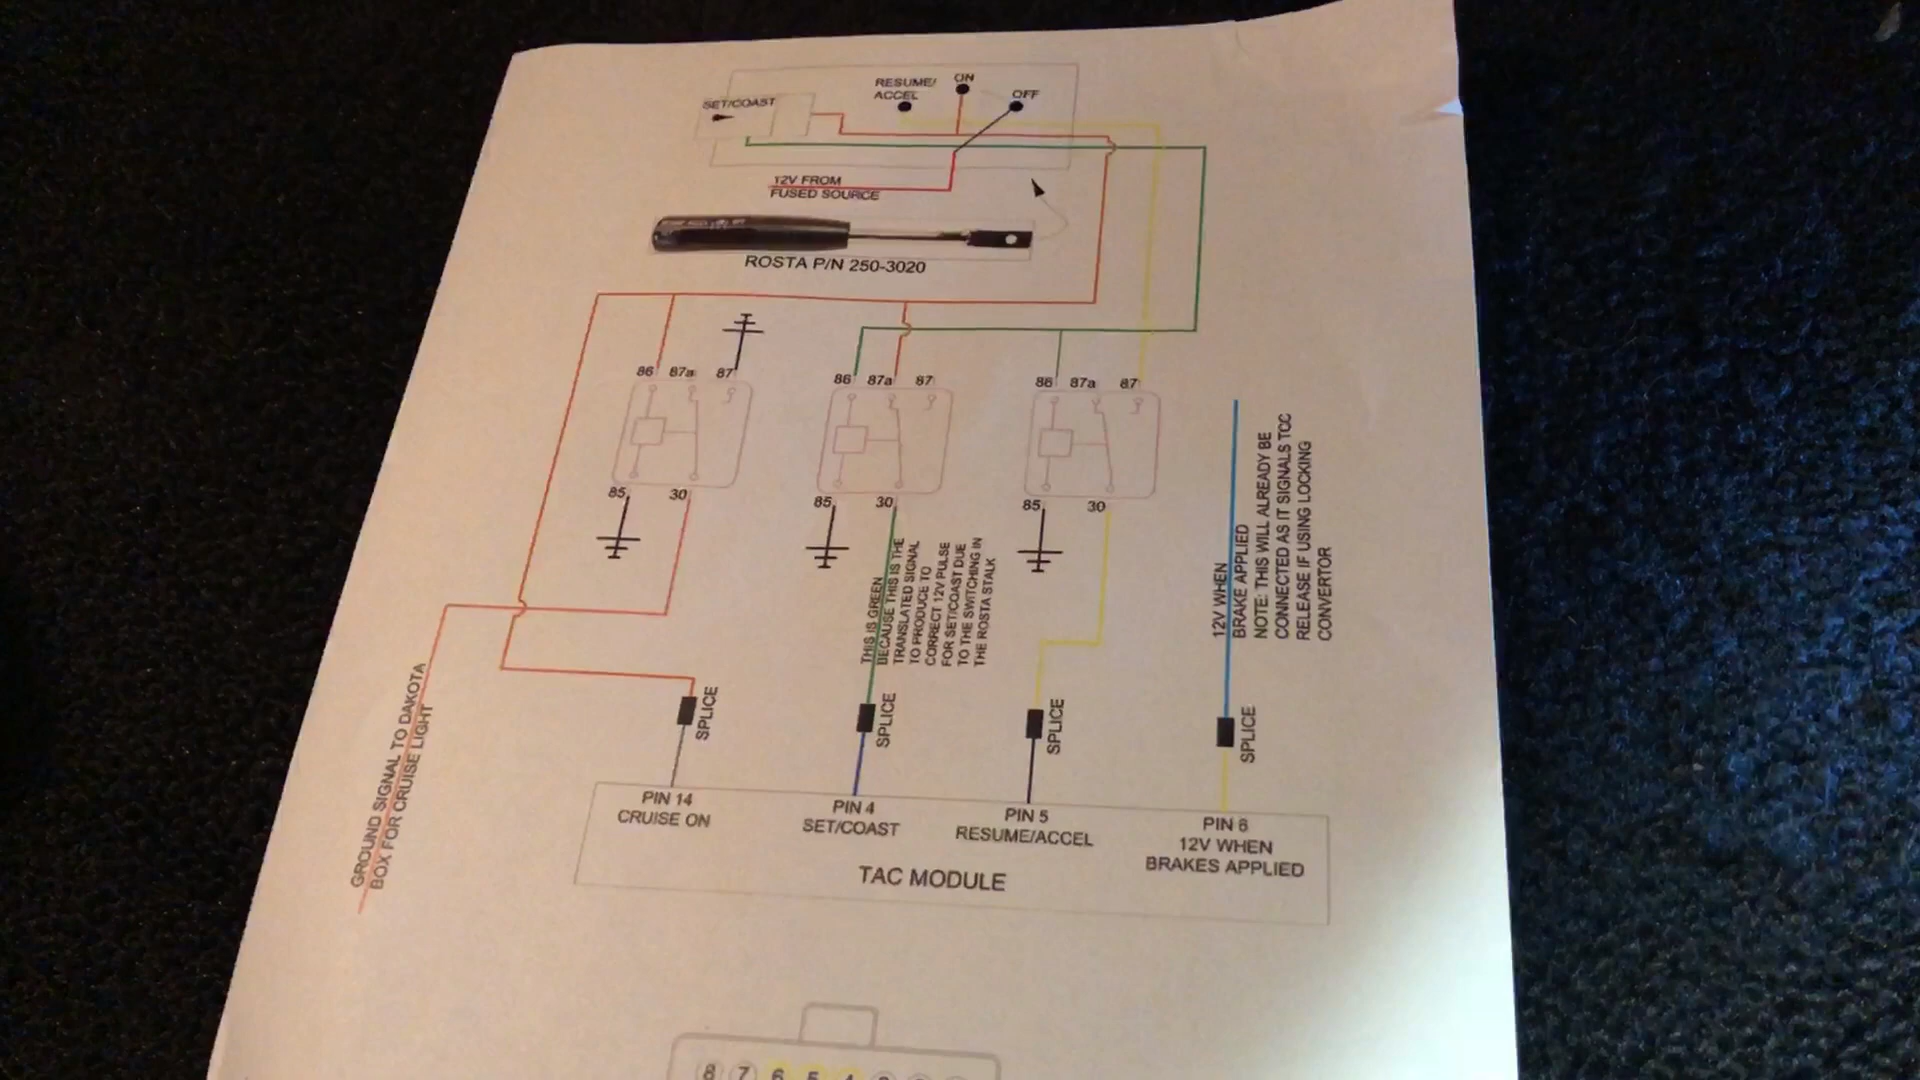 RESUME/
ACCEL
ON
OFF
SET/COAST
12V FROM
FUSED SOURCE
ROSTA P/N 250-3020
86 87a 87
86 87a 87
86 87a 87
85 30
85 30
85 30
THIS IS GREEN
BECAUSE THIS IS THE
TRANSLATED SIGNAL
TO PRODUCE TO
CORRECT 12V PULSE
FOR SET/COAST DUE
TO THE SWITCHING IN
THE ROSTA STALK
12V WHEN
BRAKE APPLIED
NOTE: THIS WILL ALREADY BE
CONNECTED AS IT SIGNALS TCC
RELEASE IF USING LOCKING
CONVERTOR
GROUND SIGNAL TO DAKOTA
BOX FOR CRUISE LIGHT
SPLICE
SPLICE
SPLICE
SPLICE
PIN 14
CRUISE ON
PIN 4
SET/COAST
PIN 5
RESUME/ACCEL
PIN 6
12V WHEN
BRAKES APPLIED
TAC MODULE
8 7 6 5 4